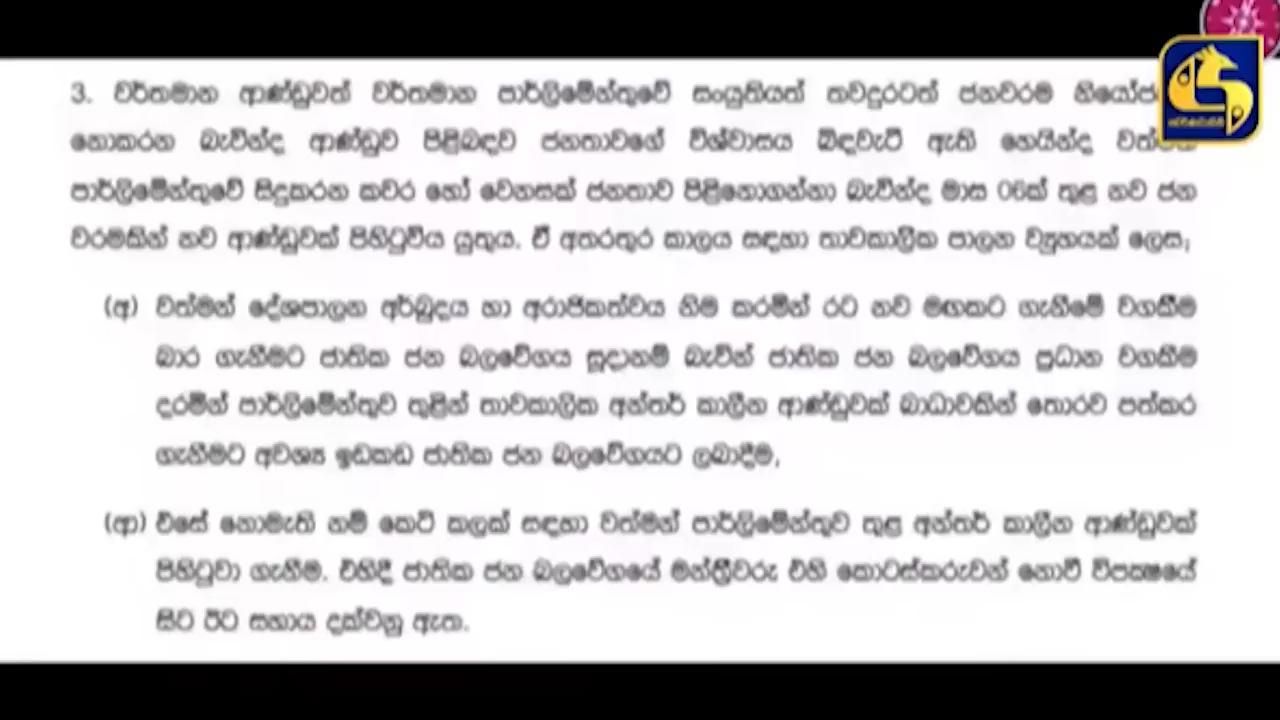 3. වර්තමාන ආණ්ඩුවත් වර්තමාන පාර්ලිමේන්තුවේ සංයුතියත් තවදුරටත් ජනවරම
නොකරන බැවින්ද ආණ්ඩුව පිළිබඳව ජනතාවගේ විශ්වාසය බිඳවැටී ඇති හෙයින්ද
පාර්ලිමේන්තුවේ සිදුකරන කවර හෝ වෙනසක් ජනතාව පිළිනොගන්නා බැවින්ද මාස 06ක් තුළ නව ජන
වරමකින් නව ආණ්ඩුවක් පිහිටුවිය යුතුය. ඒ අතරතුර කාලය සඳහා තාවකාලික පාලන ව්‍යුහයක් ලෙස,
(අ) වත්මන් දේශපාලන අර්බුදය හා අරාජිකත්වය නිම කරමින් රට නව මඟකට ගැනීමේ වගකීම
බාර ගැනීමට ජාතික ජන බලවේගය සූදානම් බැවින් ජාතික ජන බලවේගය ප්‍රධාන වගකීම
දරමින් පාර්ලිමේන්තුව තුළින් තාවකාලික අන්තර් කාලීන ආණ්ඩුවක් බාධාවකින් තොරව පත්කර
ගැනීමට අවශ්‍ය ඉඩකඩ ජාතික ජන බලවේගයට ලබාදීම,
(ආ) එසේ නොමැති නම් කෙටි කලක් සඳහා වත්මන් පාර්ලිමේන්තුව තුළ අන්තර් කාලීන ආණ්ඩුවක්
පිහිටුවා ගැනීම. එහිදී ජාතික ජන බලවේගයේ මන්ත්‍රීවරු එහි කොටස්කරුවන් නොවී විපක්‍ෂයේ
සිට ඊට සහාය දක්වනු ඇත.